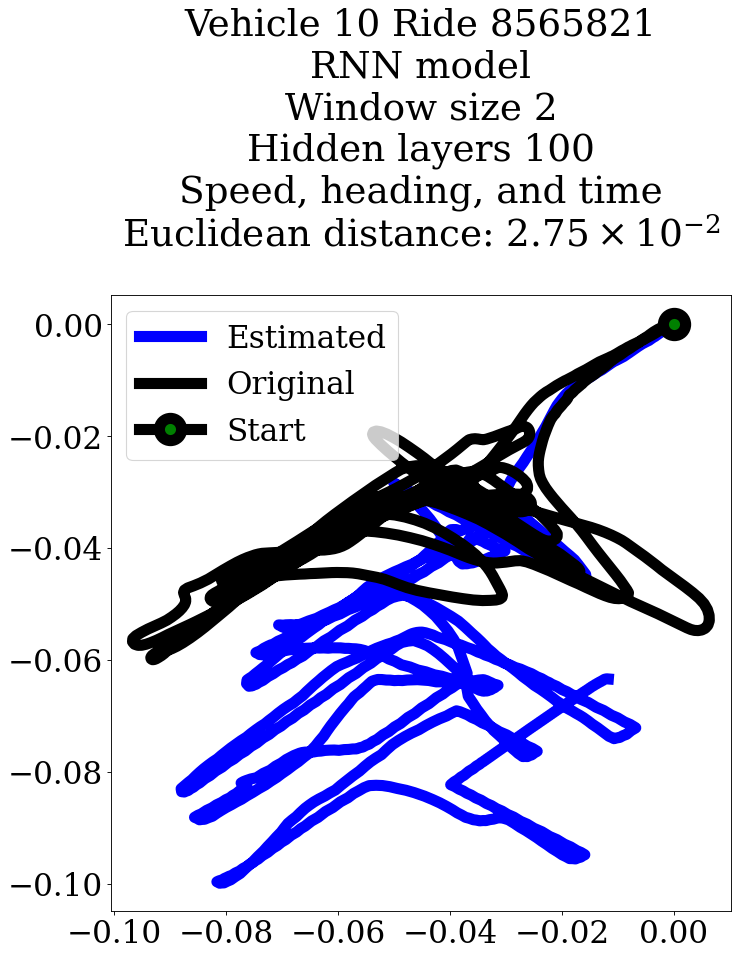 Vehicle 10 Ride 8565821
RNN model
Window size 2
Hidden layers 100
Speed, heading, and time
Euclidean distance: 2.75 × 10⁻²
Estimated
Original
Start
0.00
−0.02
−0.04
−0.06
−0.08
−0.10
−0.10 −0.08 −0.06 −0.04 −0.02 0.00